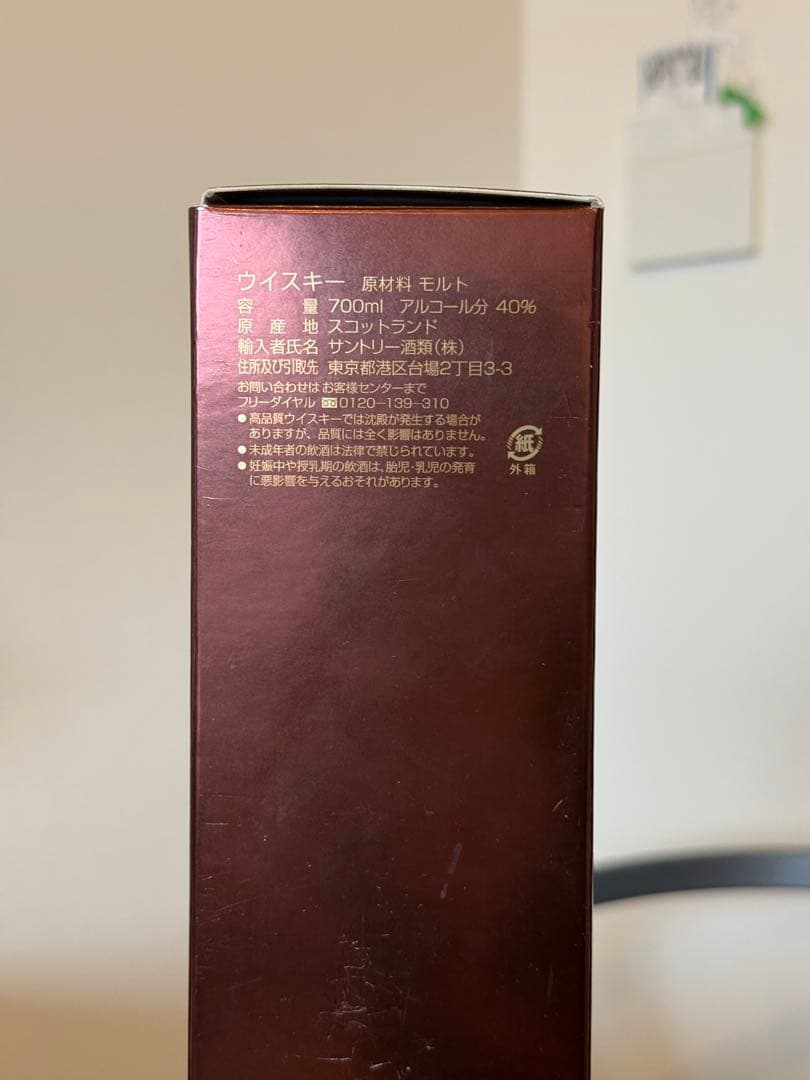 ウイスキー 原材料 モルト
容量 700ml アルコール分 40%
原産地 スコットランド
輸入者氏名 サントリー酒類(株)
住所及び引取先 東京都港区台場2丁目3-3
お問い合わせは お客様センターまで
フリーダイヤル 0120-139-310
●高品質ウイスキーでは沈殿が発生する場合が
ありますが、品質には全く影響はありません。
●未成年者の飲酒は法律で禁じられています。
●妊娠中や授乳期の飲酒は、胎児・乳児の発育
に悪影響を与えるおそれがあります。
紙
外箱